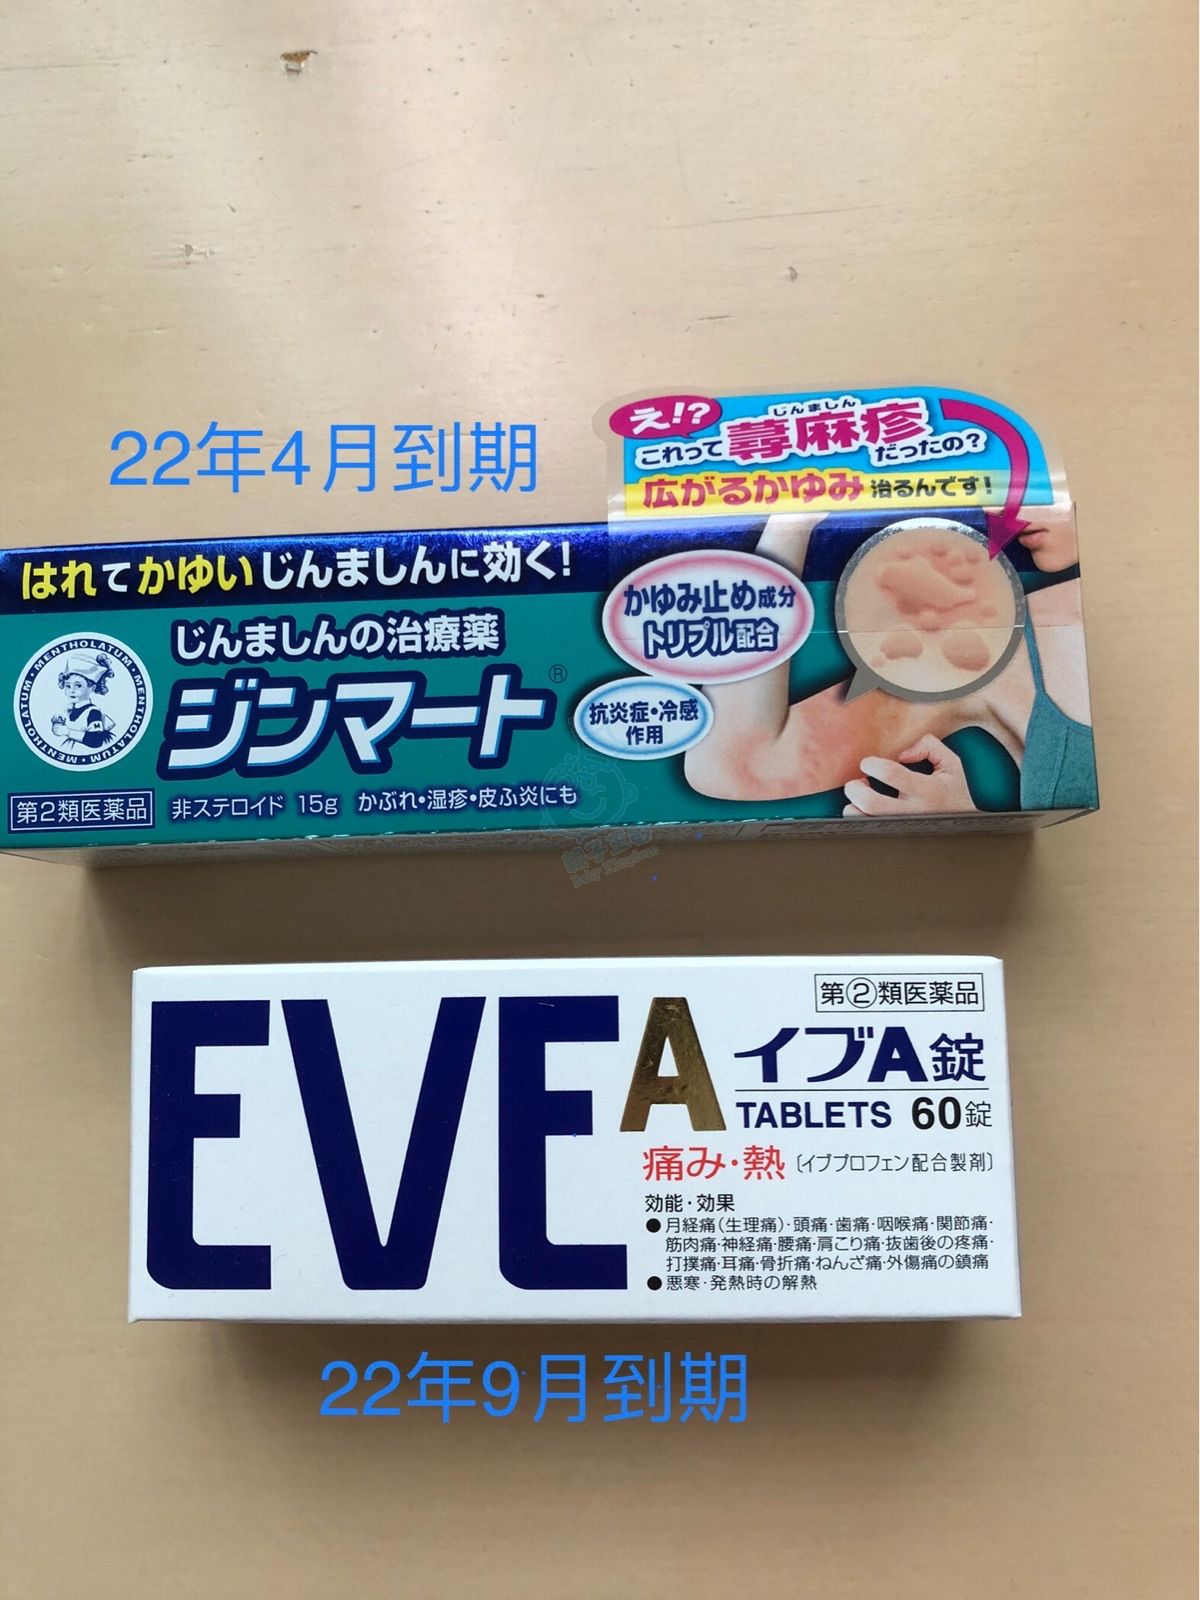 え!?
じんましん
これって蕁麻疹だったの?
広がるかゆみ治るんです!
22年4月到期
はれてかゆいじんましんに効く!
かゆみ止め成分
トリプル配合
じんましんの治療薬
MENTHOLATUM・MENTHOLATUM・MENTHOLATUM
ジンマート®
抗炎症・冷感
作用
第2類医薬品
非ステロイド 15g かぶれ・湿疹・皮ふ炎にも
親子王國
Baby Kingdom
第②類医薬品
EVE A
イブA錠
TABLETS 60錠
痛み・熱〔イブプロフェン配合製剤〕
効能・効果
●月経痛(生理痛)・頭痛・歯痛・咽喉痛・関節痛・
筋肉痛・神経痛・腰痛・肩こり痛・抜歯後の疼痛・
打撲痛・耳痛・骨折痛・ねんざ痛・外傷痛の鎮痛
●悪寒・発熱時の解熱
22年9月到期